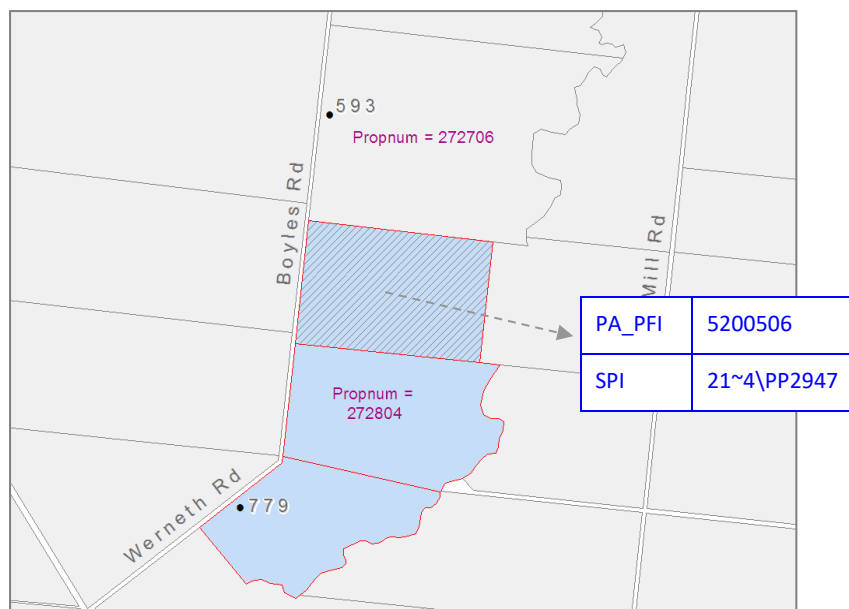 593
Propnum = 272706
Boyles Rd
Mill Rd
PA_PFI 5200506
SPI 21~4\PP2947
Propnum =
272804
Werneth Rd
779